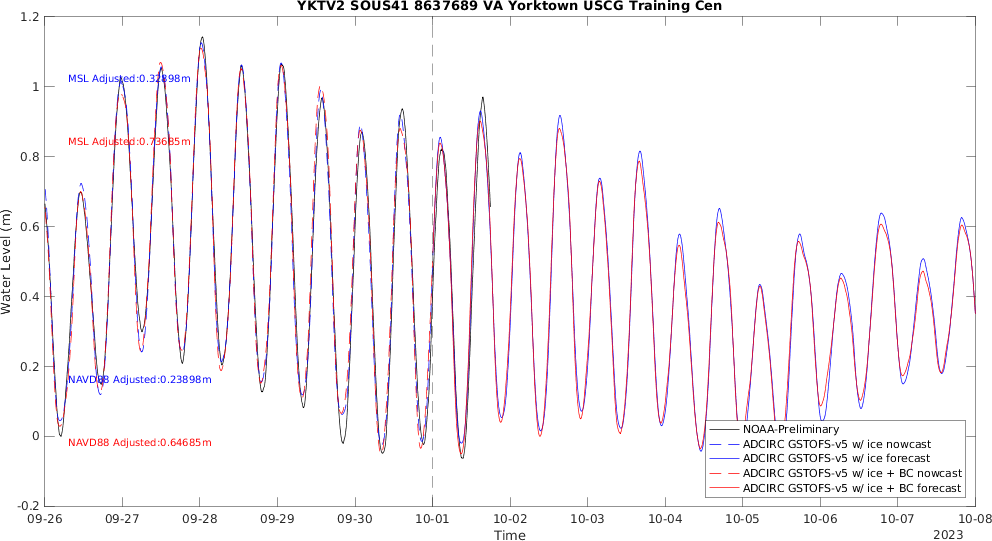 YKTV2 SOUS41 8637689 VA Yorktown USCG Training Cen
1.2
1
0.8
0.6
0.4
0.2
0
-0.2
Water Level (m)
MSL Adjusted:0.32898m
MSL Adjusted:0.73685m
NAVD88 Adjusted:0.23898m
NAVD88 Adjusted:0.64685m
NOAA-Preliminary
ADCIRC GSTOFS-v5 w/ ice nowcast
ADCIRC GSTOFS-v5 w/ ice forecast
ADCIRC GSTOFS-v5 w/ ice + BC nowcast
ADCIRC GSTOFS-v5 w/ ice + BC forecast
09-26 09-27 09-28 09-29 09-30 10-01 10-02 10-03 10-04 10-05 10-06 10-07 10-08
Time
2023